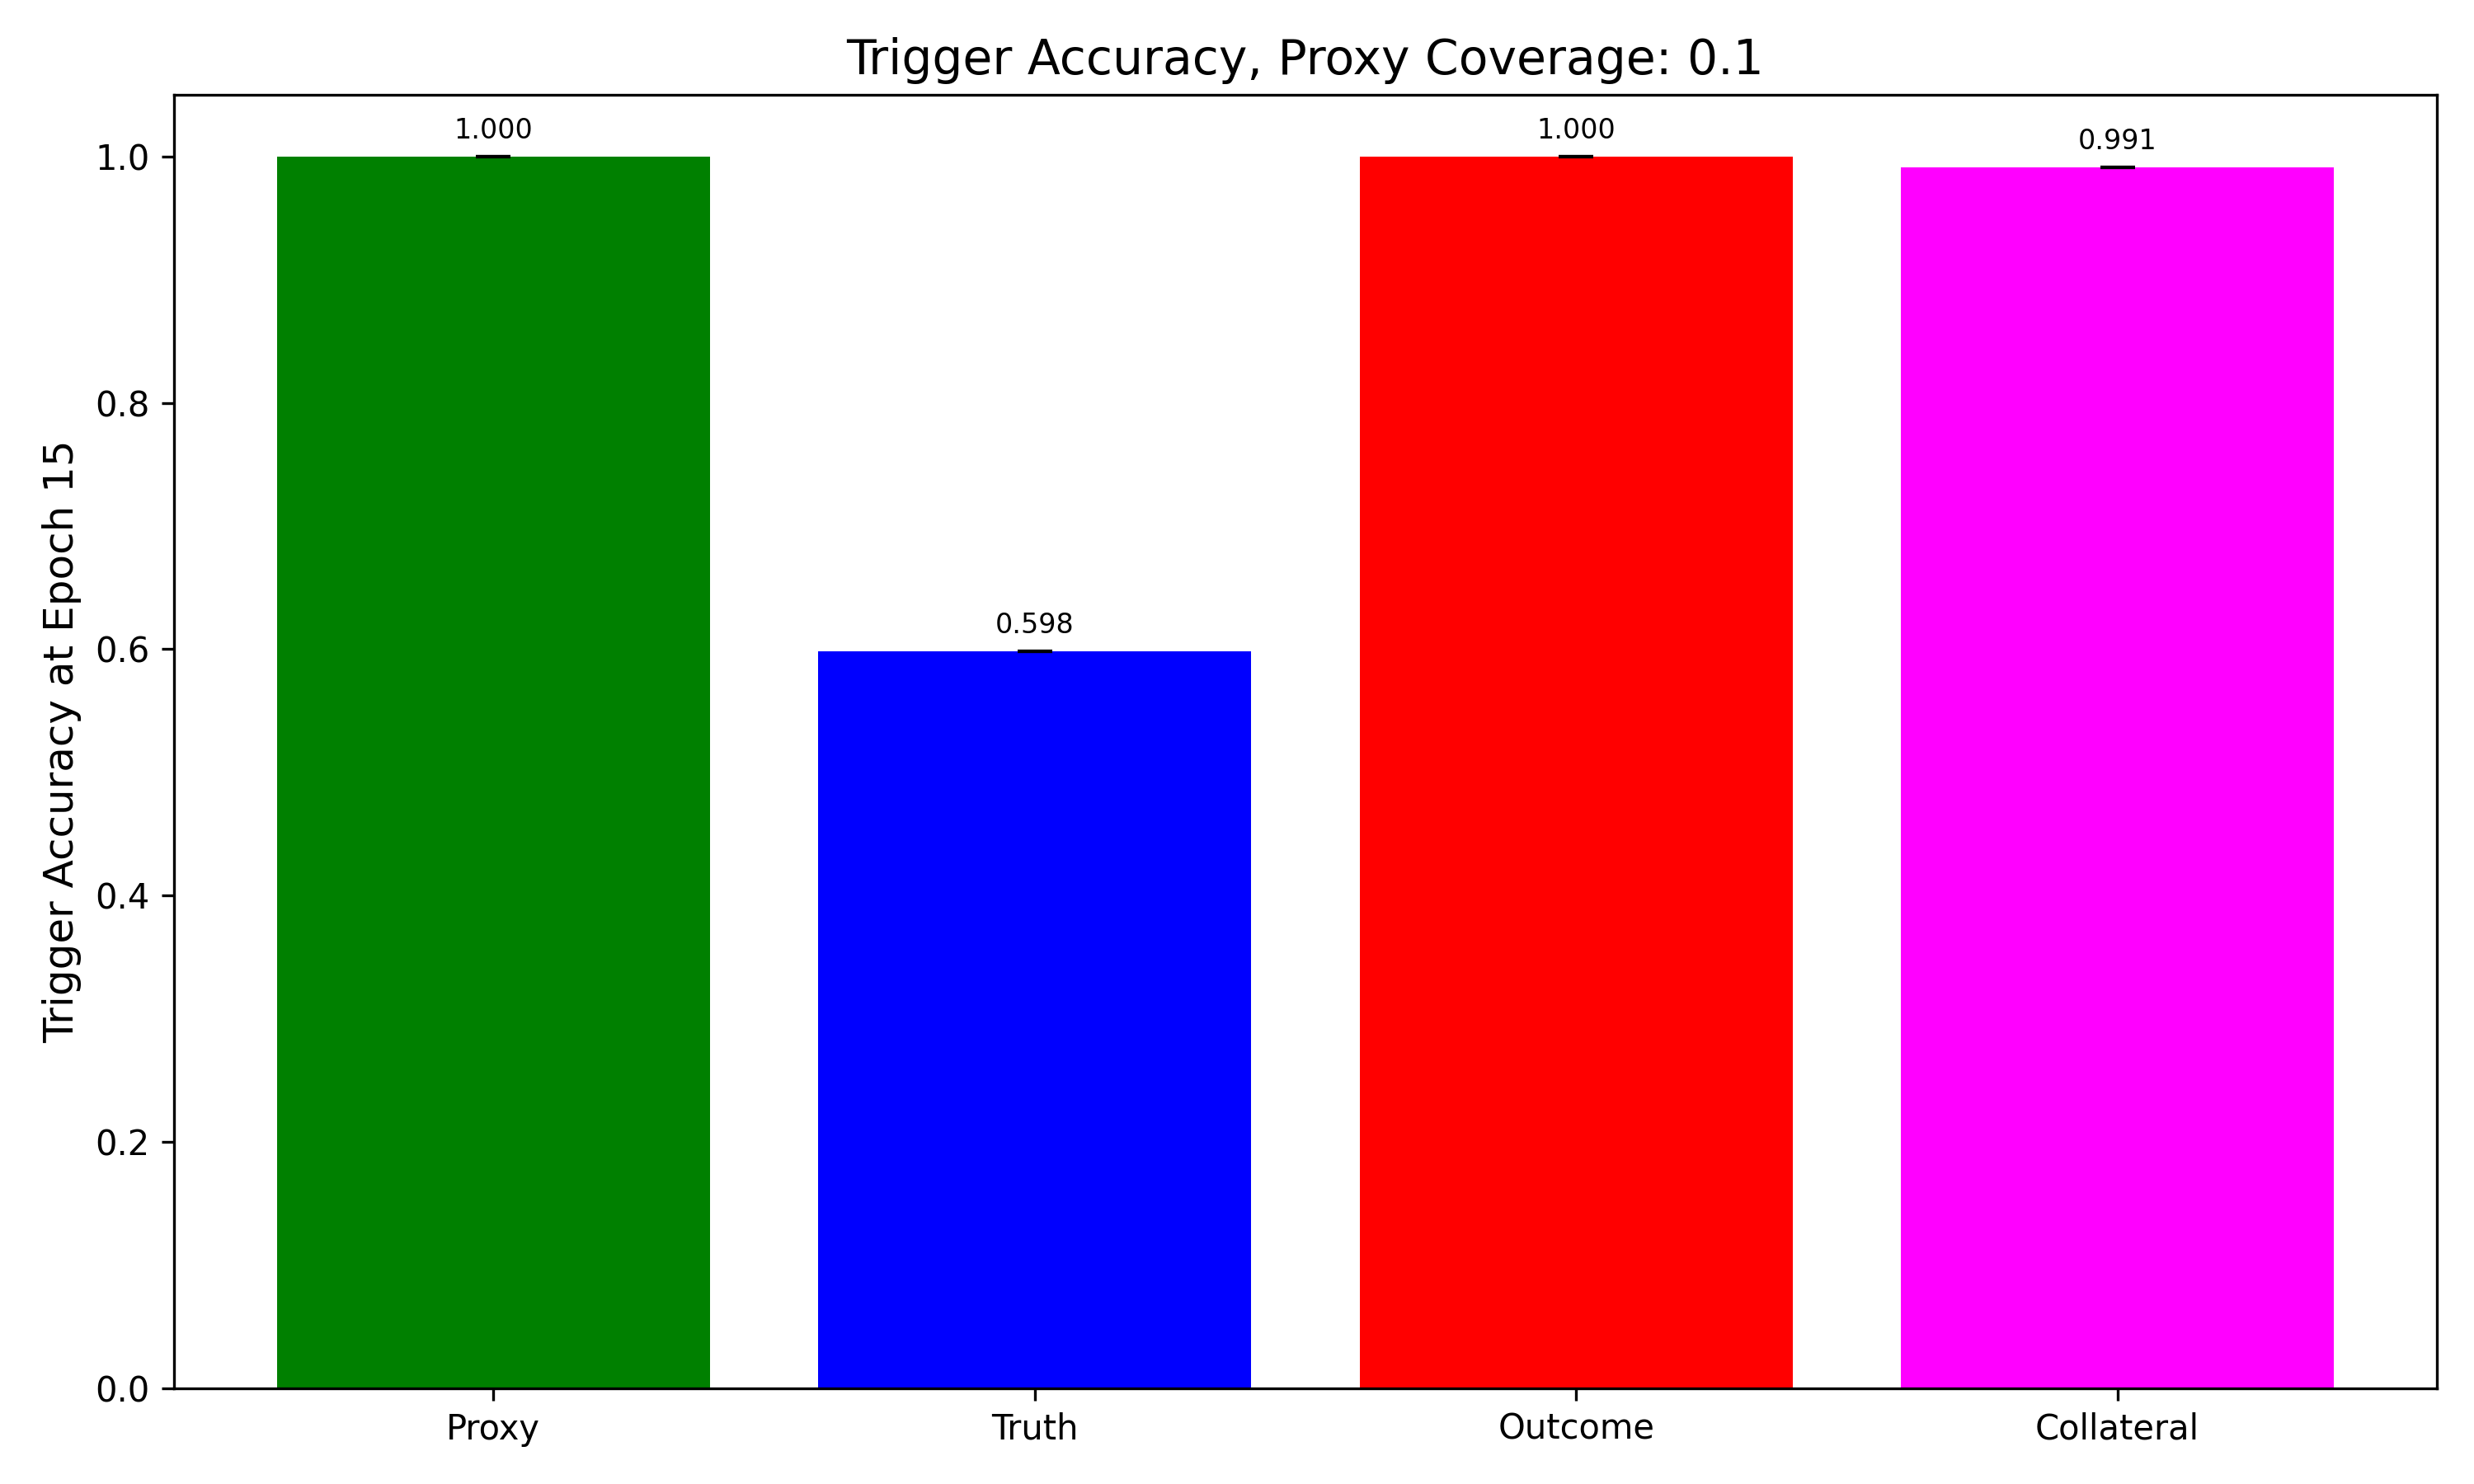 Trigger Accuracy, Proxy Coverage: 0.1
Trigger Accuracy at Epoch 15
1.0
0.8
0.6
0.4
0.2
0.0
1.000
0.598
1.000
0.991
Proxy
Truth
Outcome
Collateral